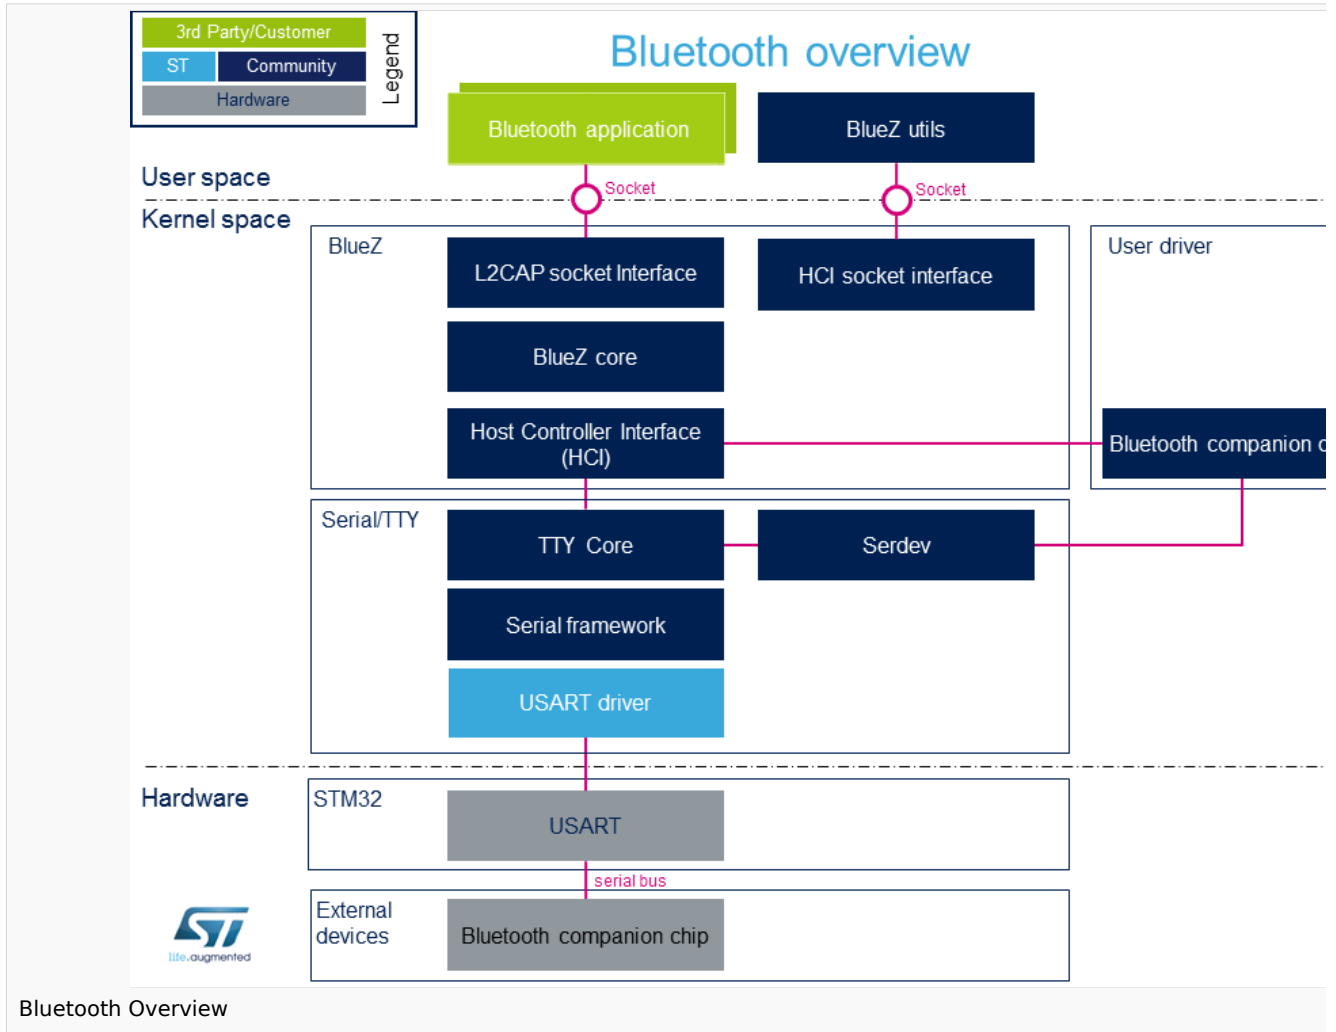 3rd Party/Customer
ST
Community
Hardware
Legend
Bluetooth overview
Bluetooth application
BlueZ utils
User space
Socket
Socket
Kernel space
BlueZ
L2CAP socket Interface
HCI socket interface
User driver
BlueZ core
Host Controller Interface
(HCI)
Bluetooth companion
Serial/TTY
TTY Core
Serdev
Serial framework
USART driver
Hardware
STM32
USART
serial bus
External
devices
Bluetooth companion chip
ST
life.augmented
Bluetooth Overview